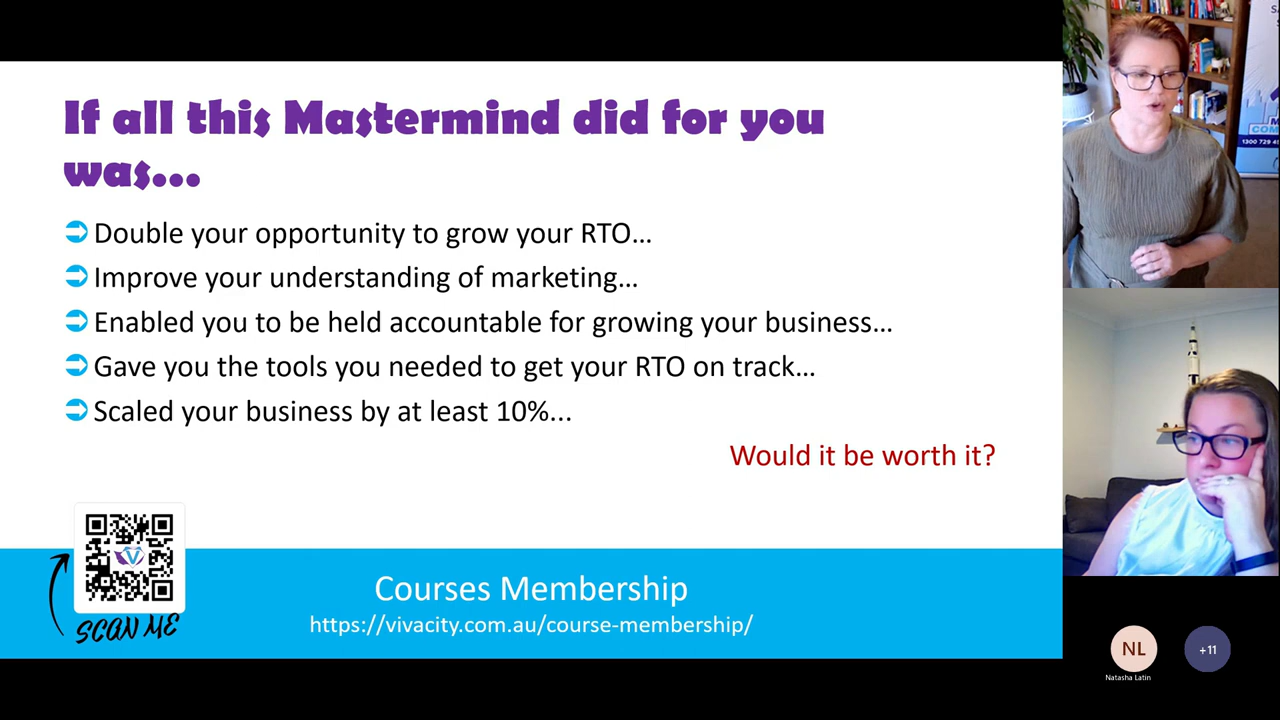 If all this Mastermind did for you
was...
Double your opportunity to grow your RTO...
Improve your understanding of marketing...
Enabled you to be held accountable for growing your business...
Gave you the tools you needed to get your RTO on track...
Scaled your business by at least 10%...
Would it be worth it?
SCAN ME
Courses Membership
https://vivacity.com.au/course-membership/
1300 729
NL
+11
Natasha Latin